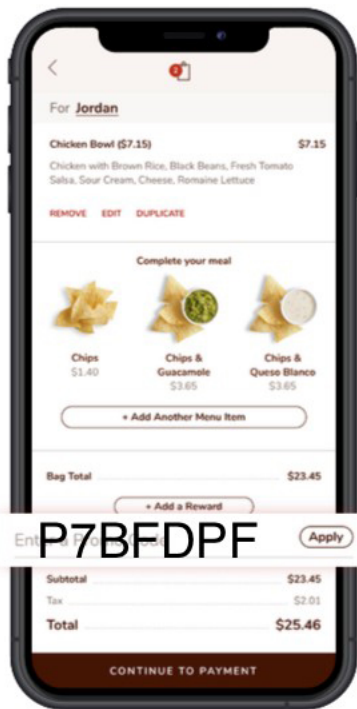 2
For Jordan
Chicken Bowl ($7.15) $7.15
Chicken with Brown Rice, Black Beans, Fresh Tomato
Salsa, Sour Cream, Cheese, Romaine Lettuce
REMOVE EDIT DUPLICATE
Complete your meal
Chips Chips & Chips &
$1.40 Guacamole Queso Blanco
$3.65 $3.65
+ Add Another Menu Item
Bag Total $23.45
+ Add a Reward
P7BFDPF Apply
Subtotal $23.45
Tax $2.01
Total $25.46
CONTINUE TO PAYMENT